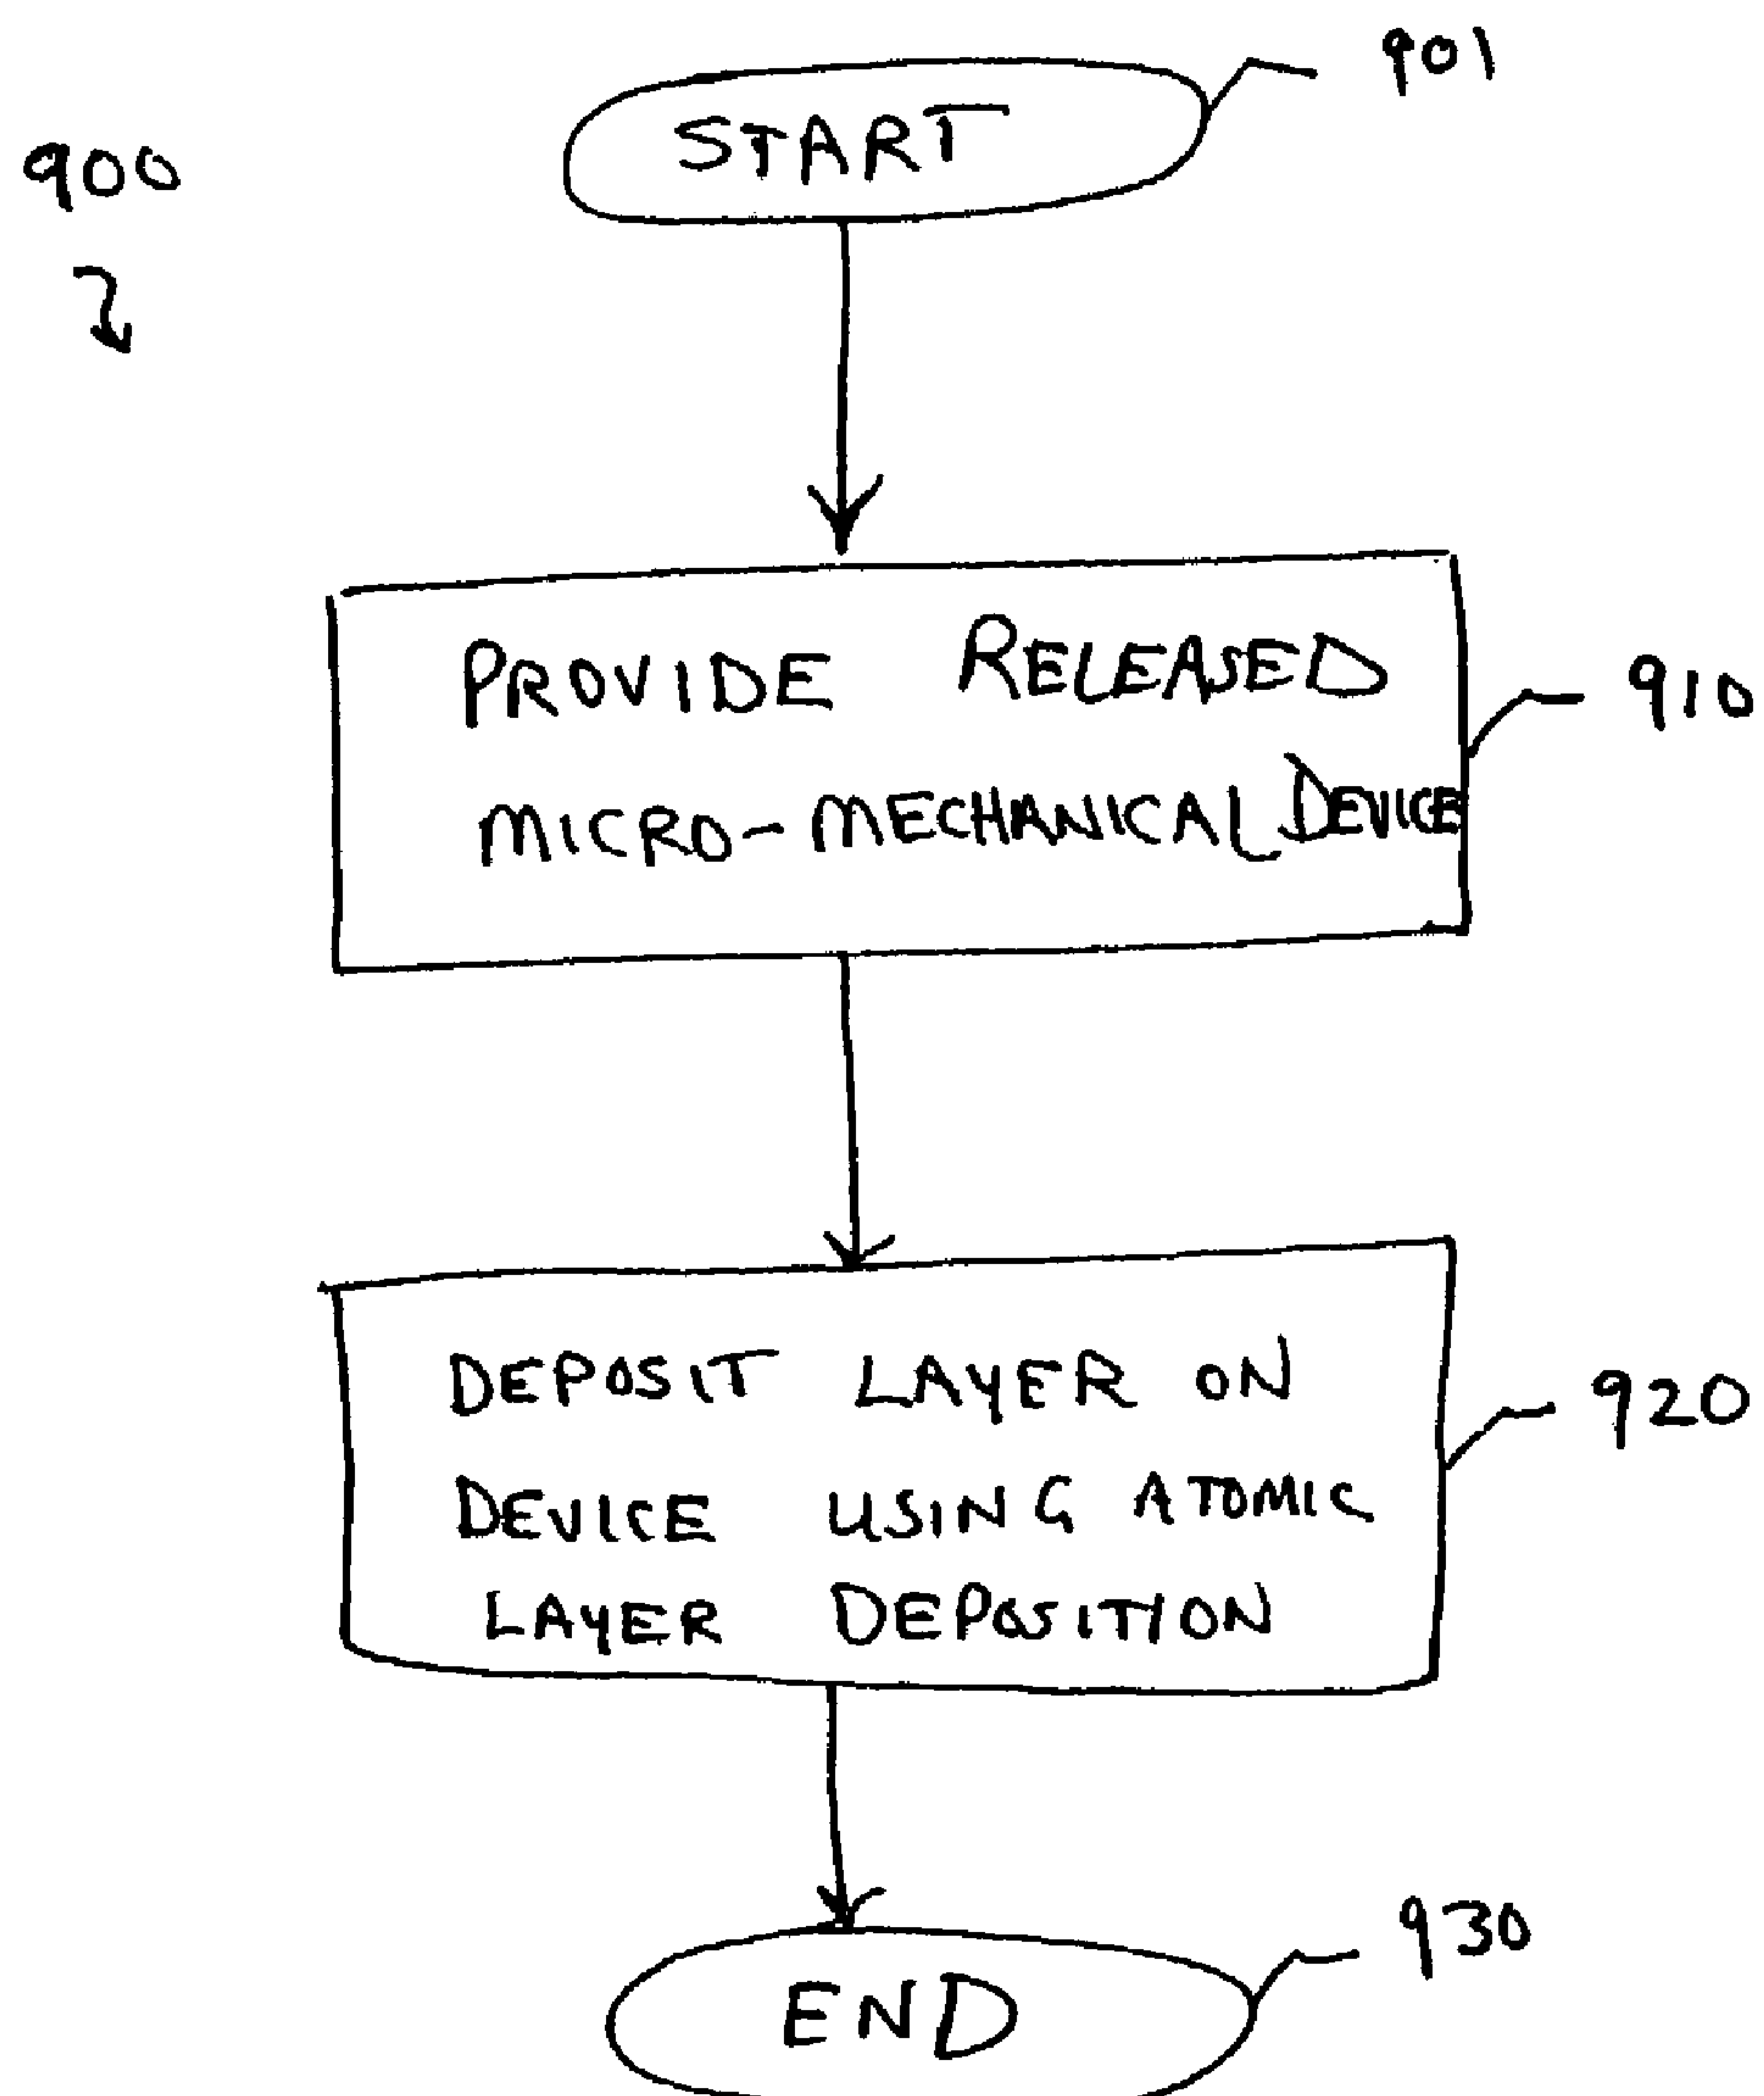 901
START
900
PROVIDE RELEASED
MICRO-MECHANICAL DEVICE
910
DEPOSIT LAYER ON
920
DEVICE USING ATOMIC
LAYER DEPOSITION
930
END